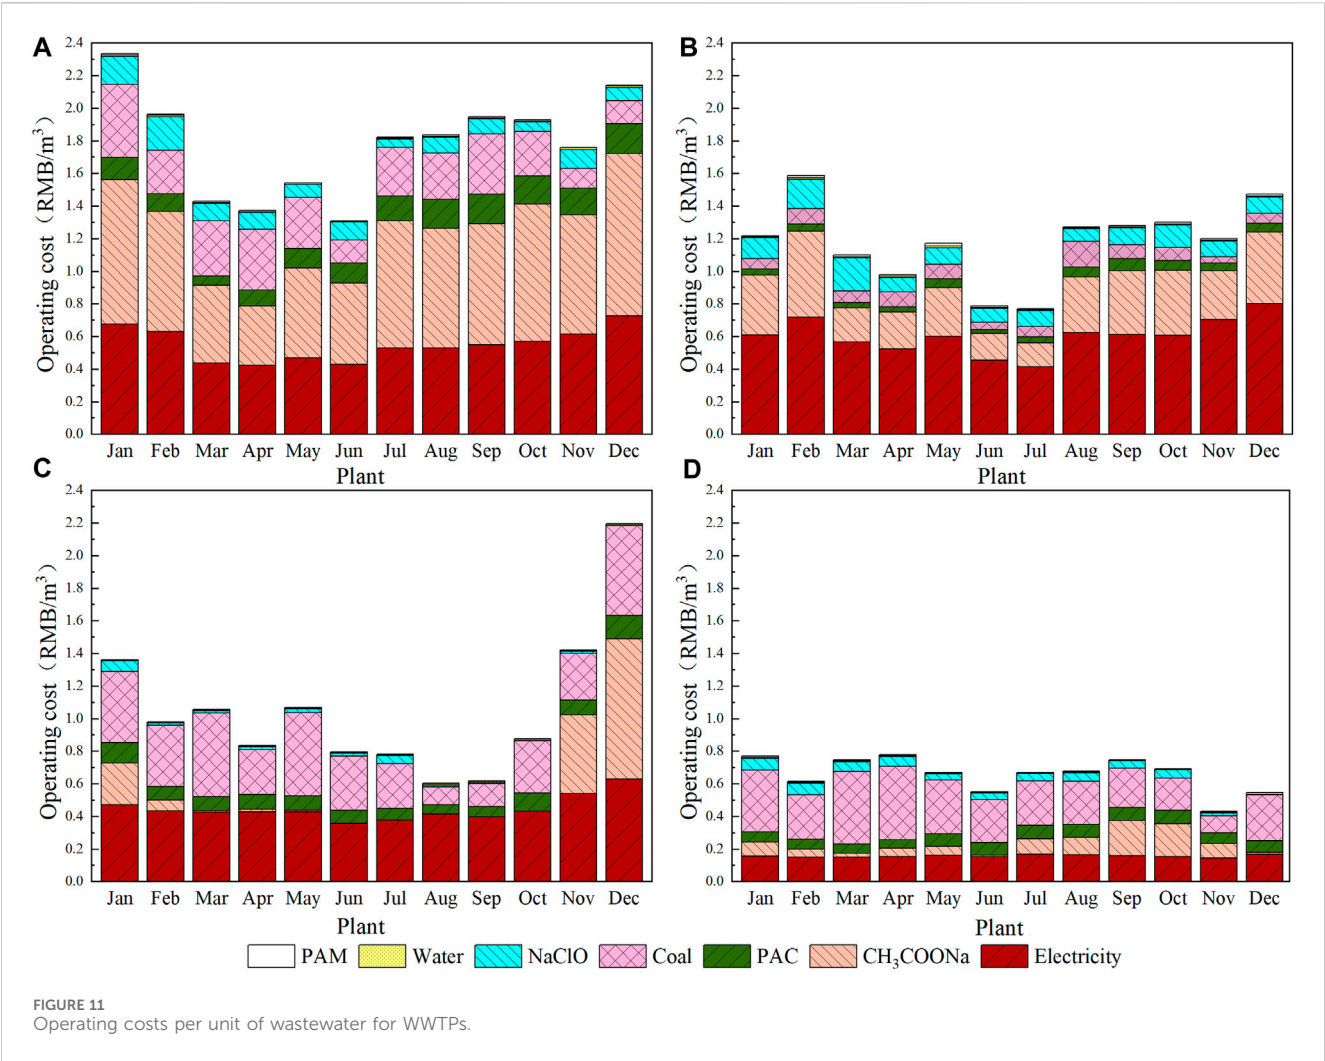 A
Operating cost（RMB/m³）
2.4
2.2
2.0
1.8
1.6
1.4
1.2
1.0
0.8
0.6
0.4
0.2
0.0
Jan Feb Mar Apr May Jun Jul Aug Sep Oct Nov Dec
Plant
B
Operating cost（RMB/m³）
2.4
2.2
2.0
1.8
1.6
1.4
1.2
1.0
0.8
0.6
0.4
0.2
0.0
Jan Feb Mar Apr May Jun Jul Aug Sep Oct Nov Dec
Plant
C
Operating cost（RMB/m³）
2.4
2.2
2.0
1.8
1.6
1.4
1.2
1.0
0.8
0.6
0.4
0.2
0.0
Jan Feb Mar Apr May Jun Jul Aug Sep Oct Nov Dec
Plant
D
Operating cost（RMB/m³）
2.4
2.2
2.0
1.8
1.6
1.4
1.2
1.0
0.8
0.6
0.4
0.2
0.0
Jan Feb Mar Apr May Jun Jul Aug Sep Oct Nov Dec
Plant
PAM Water NaClO Coal PAC CH₃COONa Electricity
FIGURE 11
Operating costs per unit of wastewater for WWTPs.